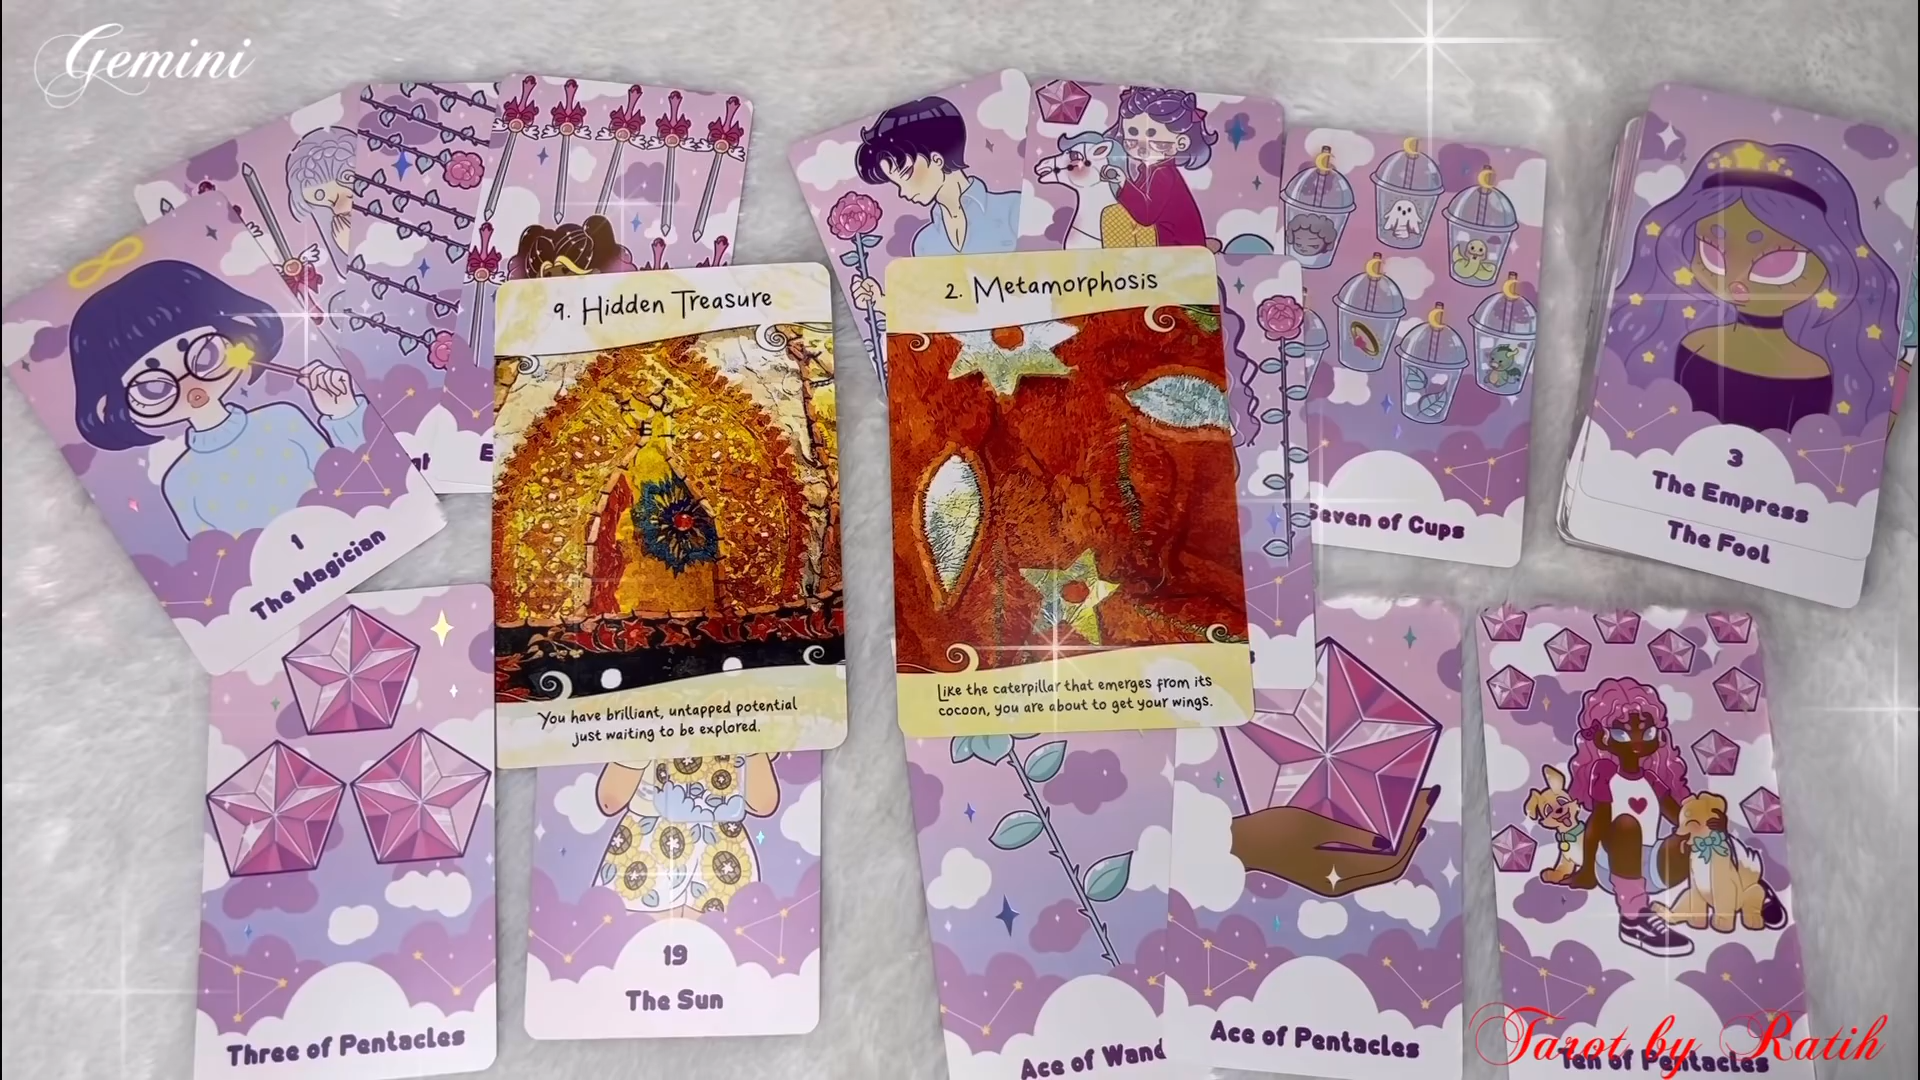 Gemini
9. Hidden Treasure
2. Metamorphosis
Seven of Cups
3
The Empress
The Fool
1
The Magician
You have brilliant, untapped potential
just waiting to be explored.
Like the caterpillar that emerges from its
cocoon, you are about to get your wings.
Three of Pentacles
19
The Sun
Ace of Wand
Ace of Pentacles
Ten of Pentacles
Tarot by Ratih